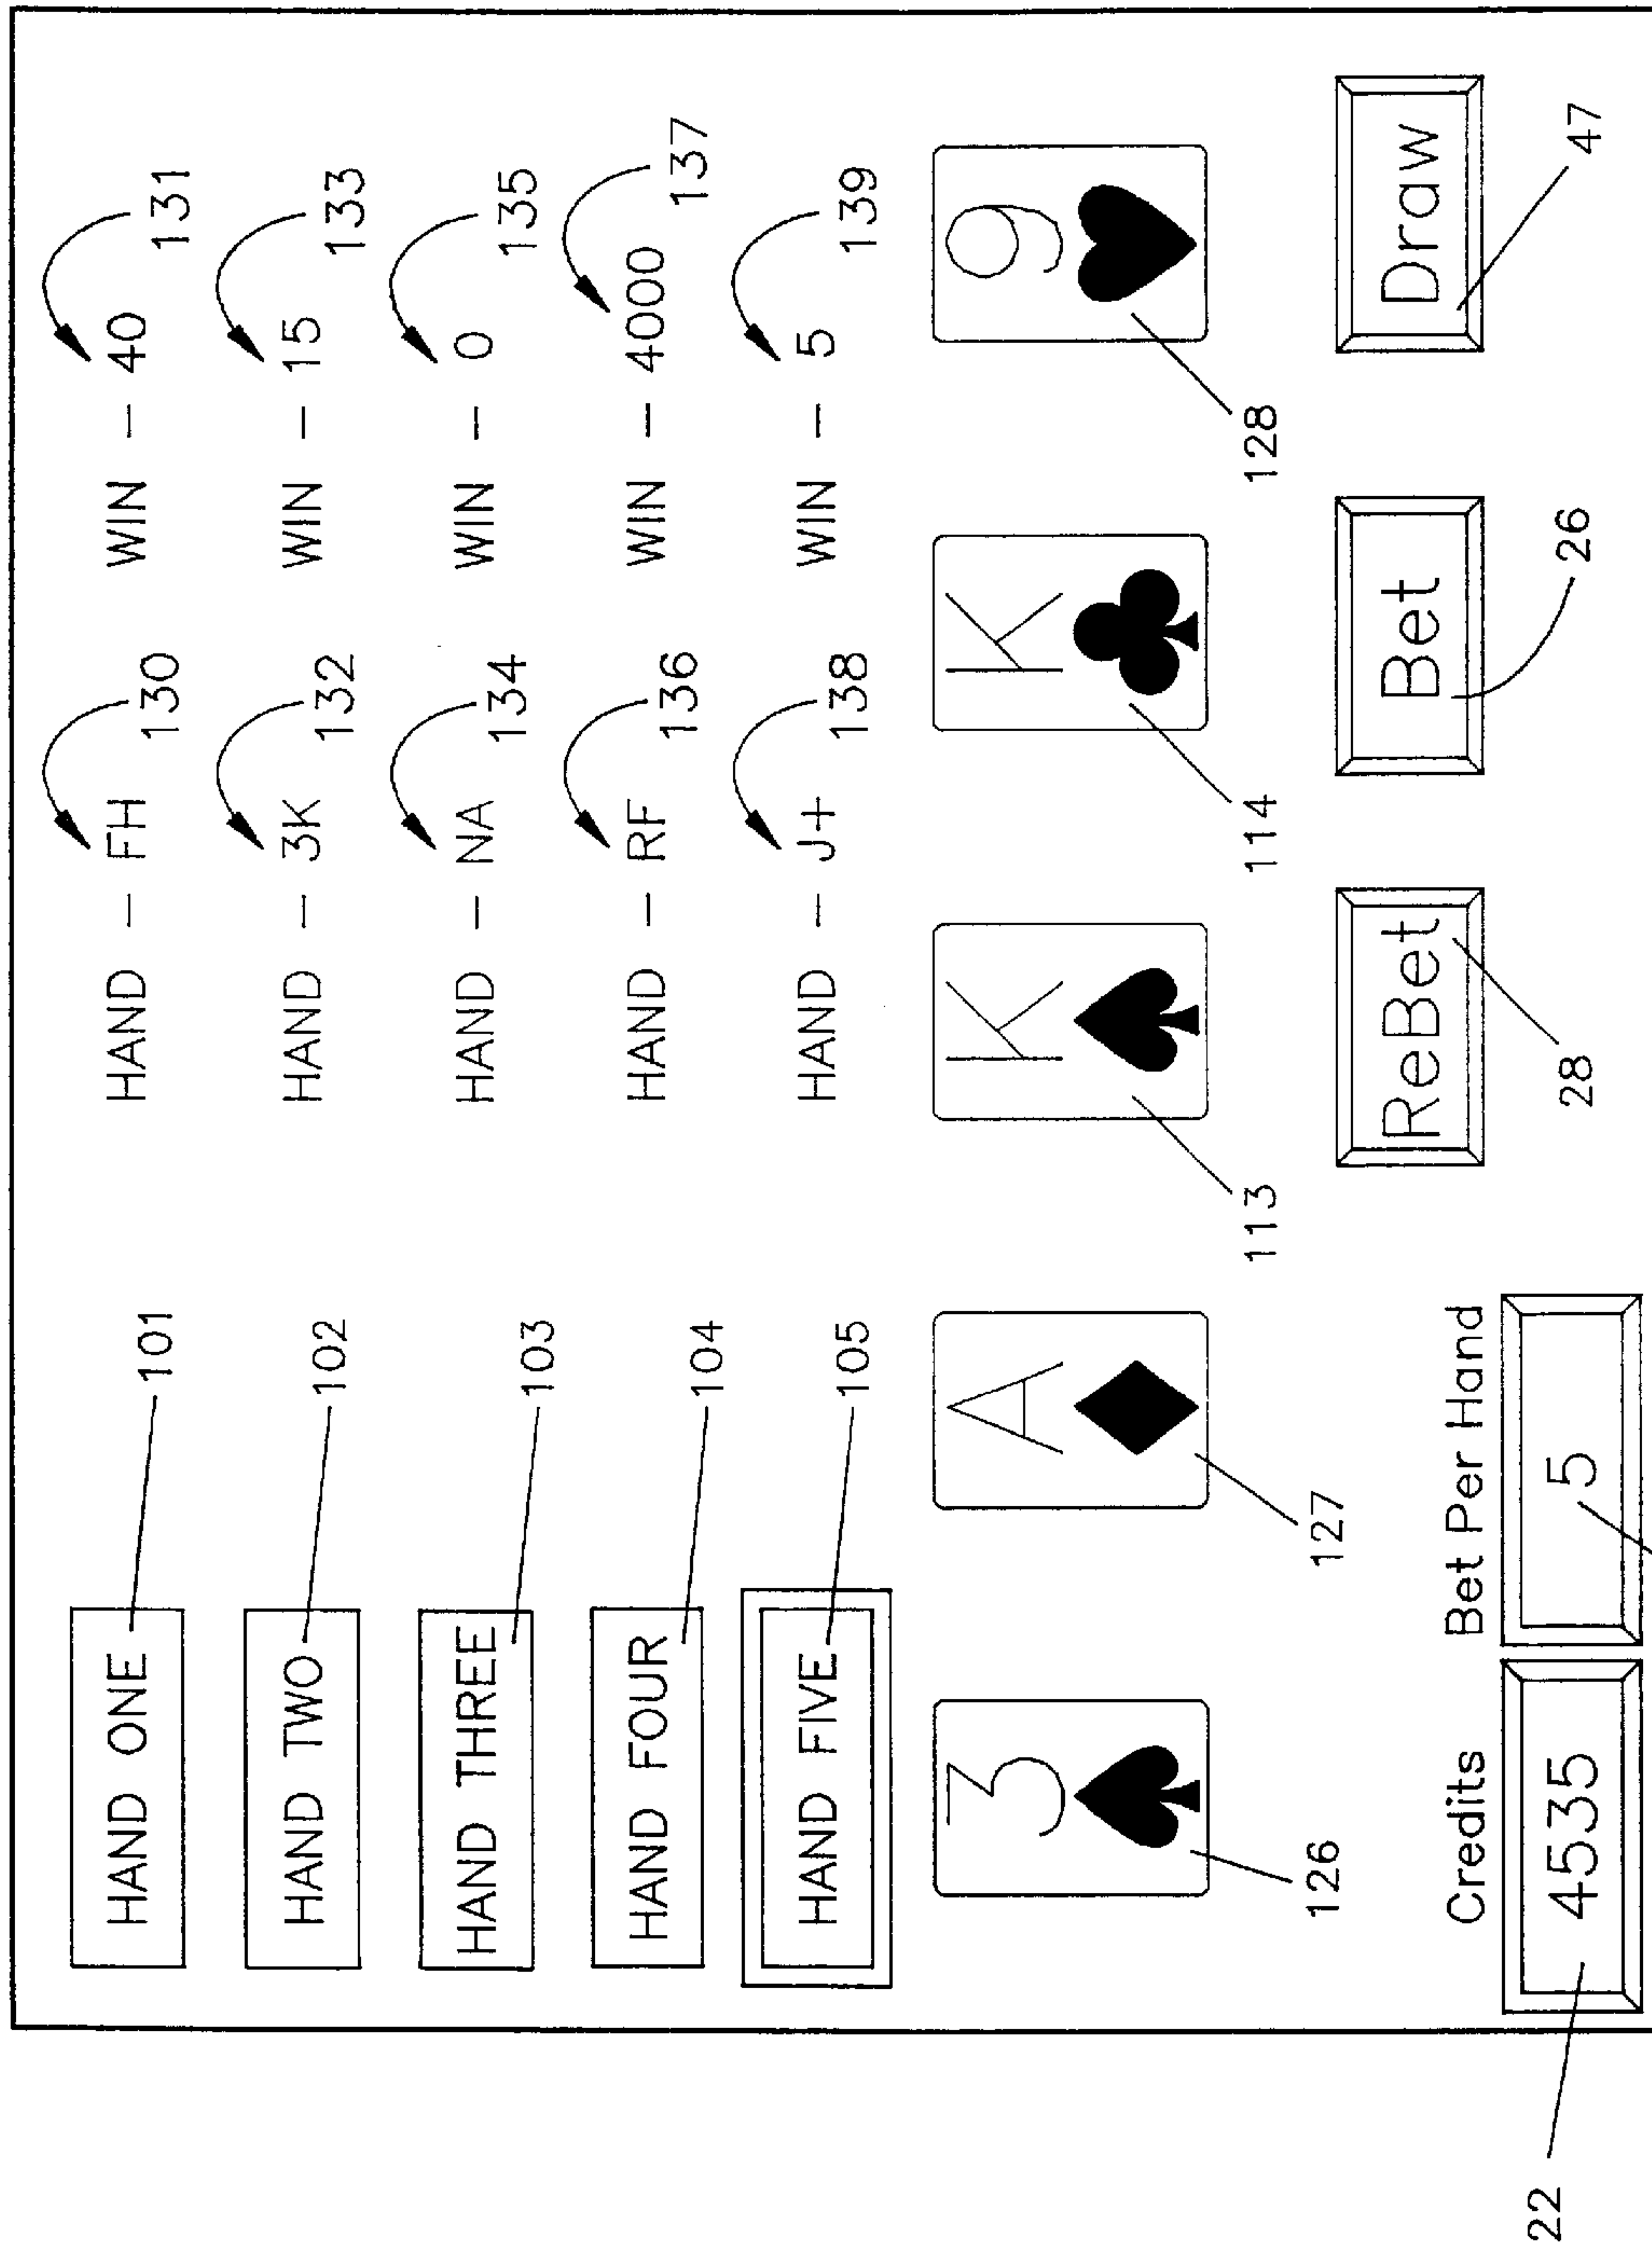 HAND ONE 101 HAND – FH 130 WIN – 40 131
HAND TWO 102 HAND – 3K 132 WIN – 15 133
HAND THREE 103 HAND – NA 134 WIN – 0 135
HAND FOUR 104 HAND – RF 136 WIN – 4000 137
HAND FIVE 105 HAND – J+ 138 WIN – 5 139
3 A K K 9
126 127 113 114 128
ReBet Bet Draw
28 26 47
Credits Bet Per Hand
4535 5
22